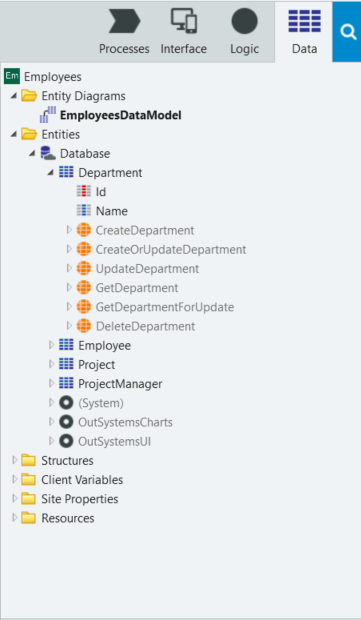 Processes Interface Logic Data
Em Employees
Entity Diagrams
EmployeesDataModel
Entities
Database
Department
Id
Name
CreateDepartment
CreateOrUpdateDepartment
UpdateDepartment
GetDepartment
GetDepartmentForUpdate
DeleteDepartment
Employee
Project
ProjectManager
(System)
OutSystemsCharts
OutSystemsUI
Structures
Client Variables
Site Properties
Resources